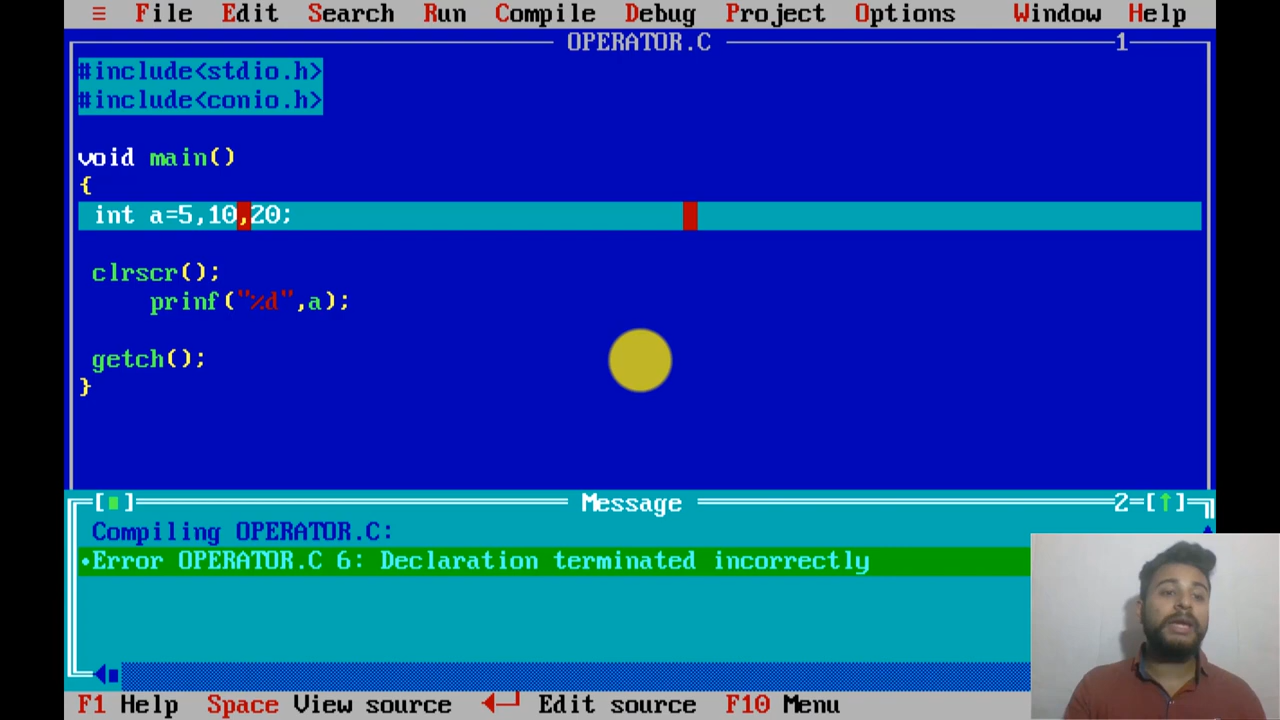 ≡ File Edit Search Run Compile Debug Project Options Window Help
OPERATOR.C 1
#include<stdio.h>
#include<conio.h>
void main()
{
int a=5,10,20;
clrscr();
prinf("%d",a);
getch();
}
[■] Message 2=[↑]
Compiling OPERATOR.C:
•Error OPERATOR.C 6: Declaration terminated incorrectly
F1 Help Space View source ◄┘ Edit source F10 Menu